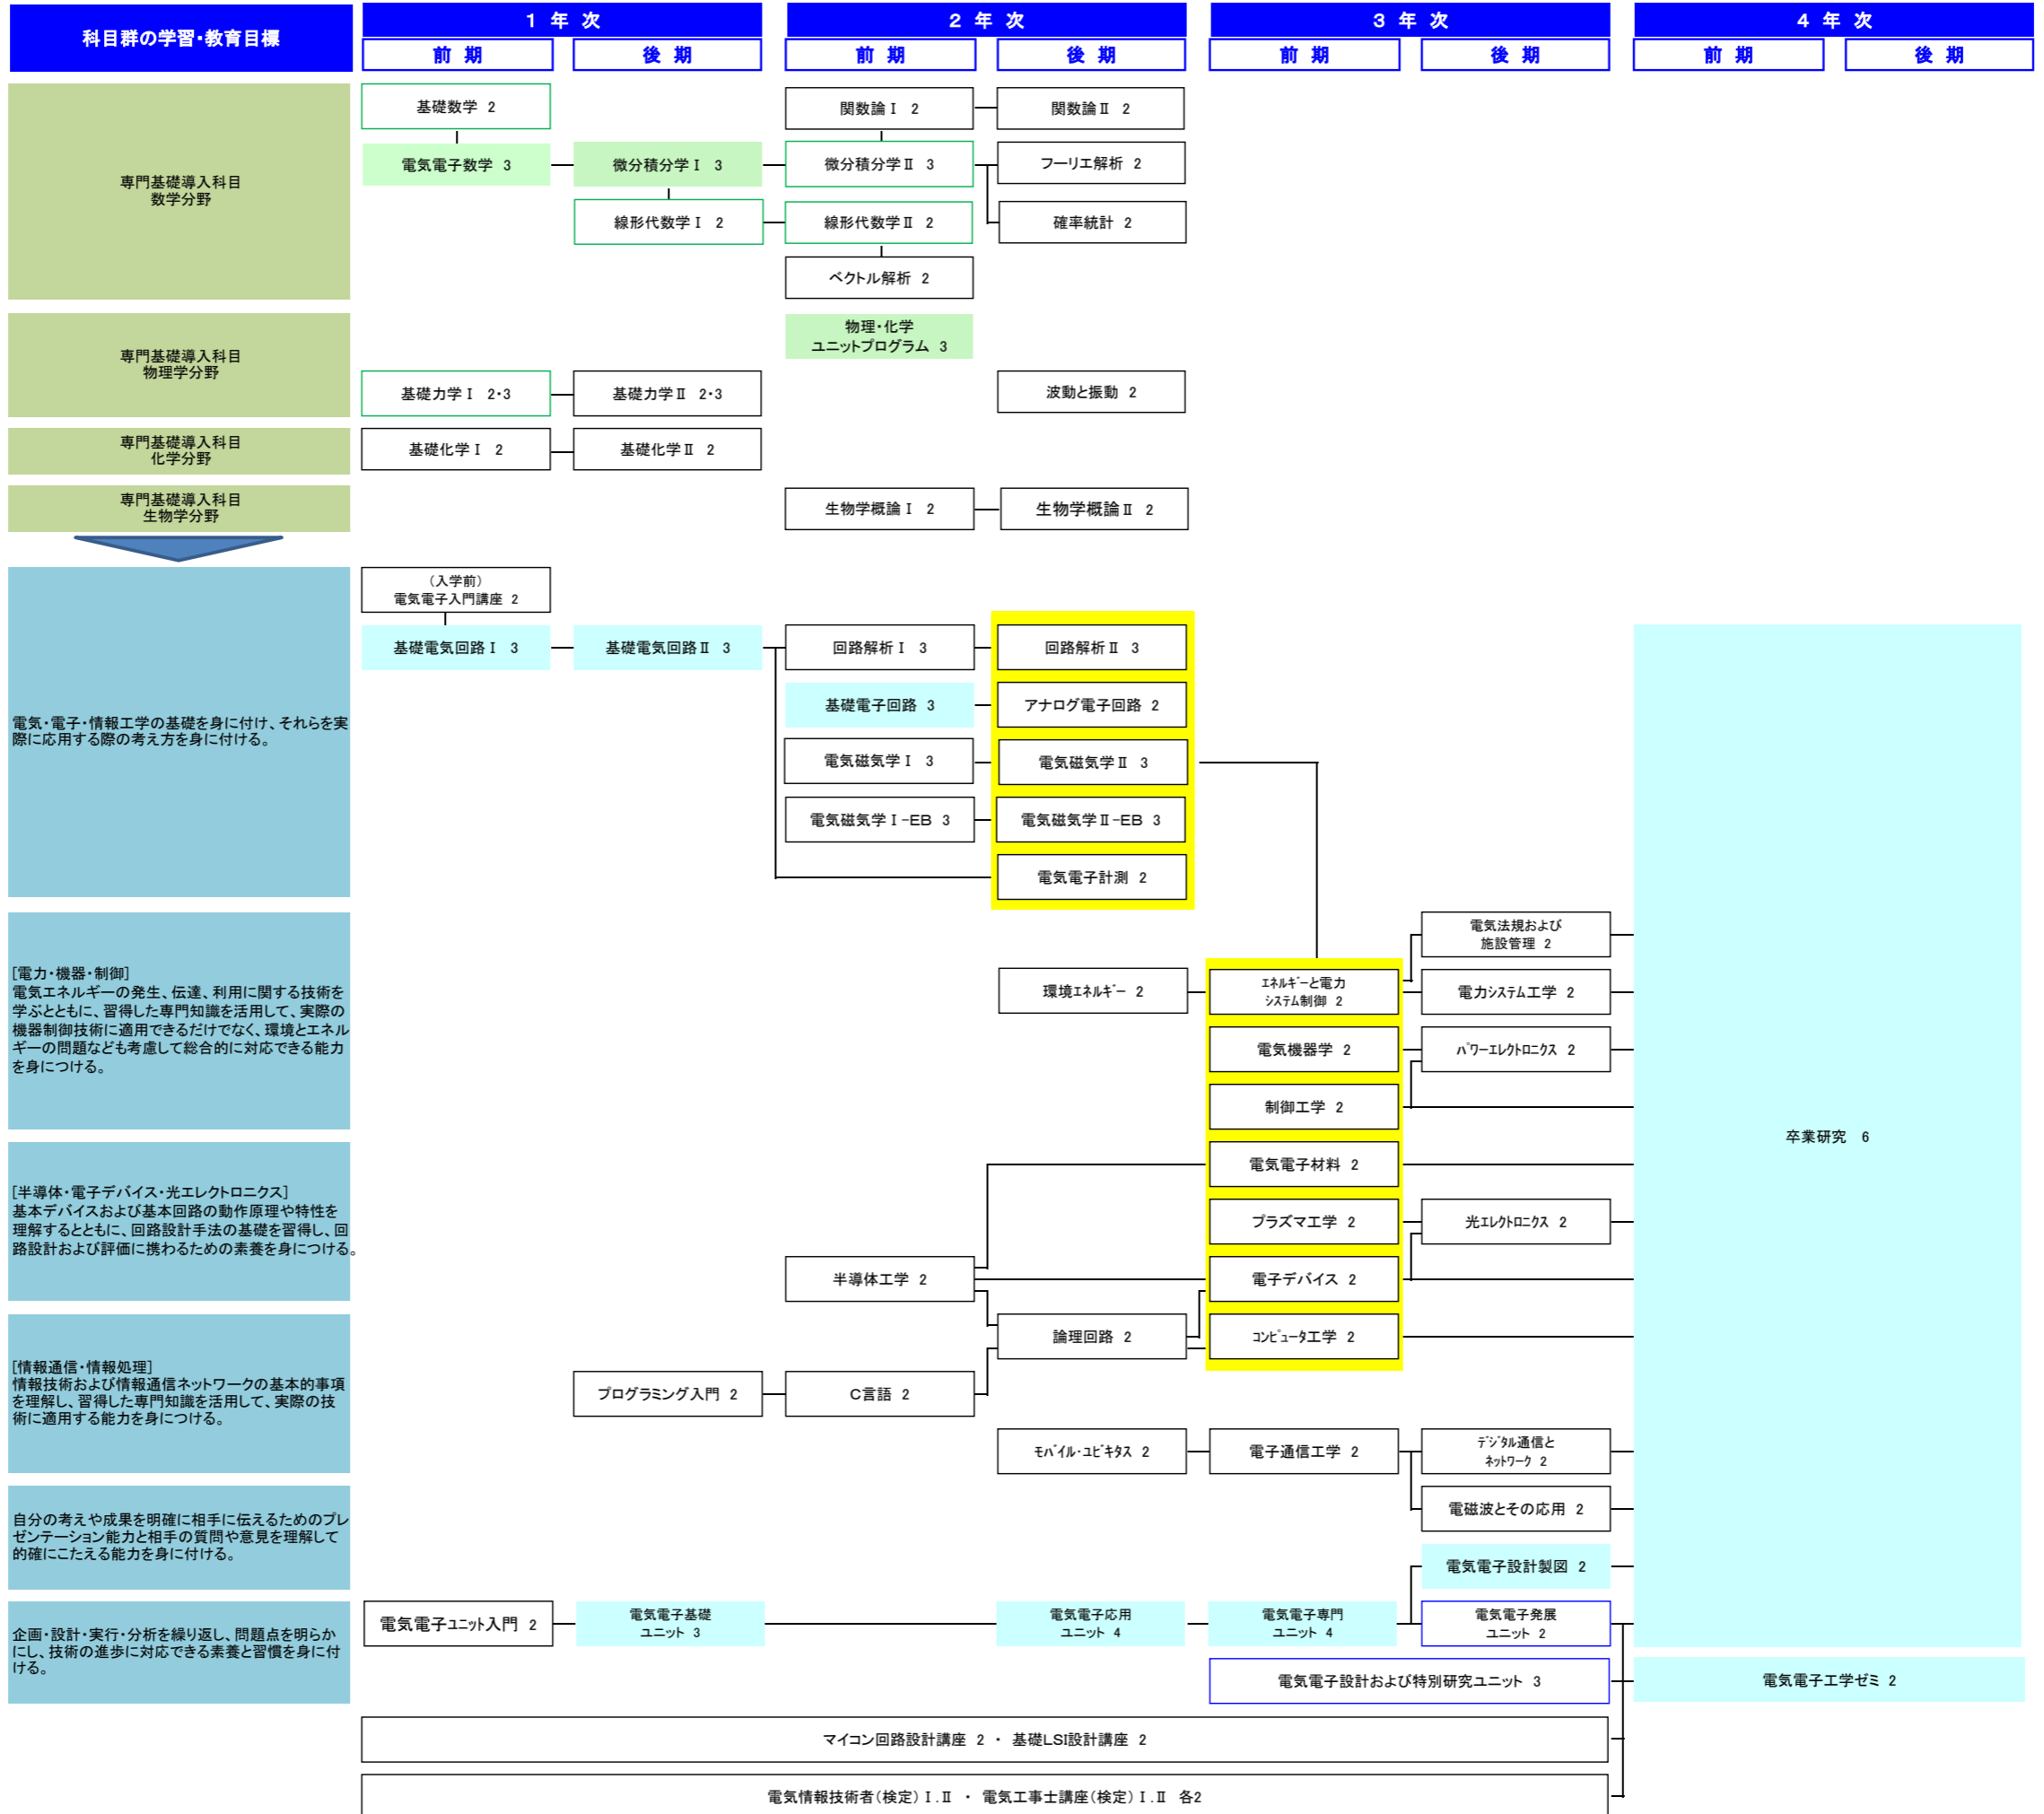 科目群の学習・教育目標
1 年 次
2 年 次
3 年 次
4 年 次
前 期
後 期
前 期
後 期
前 期
後 期
前 期
後 期
専門基礎導入科目
数学分野
基礎数学 2
関数論Ⅰ 2
関数論Ⅱ 2
電気電子数学 3
微分積分学Ⅰ 3
微分積分学Ⅱ 3
フーリエ解析 2
線形代数学Ⅰ 2
線形代数学Ⅱ 2
確率統計 2
ベクトル解析 2
専門基礎導入科目
物理学分野
物理・化学
ユニットプログラム 3
基礎力学Ⅰ 2・3
基礎力学Ⅱ 2・3
波動と振動 2
専門基礎導入科目
化学分野
基礎化学Ⅰ 2
基礎化学Ⅱ 2
専門基礎導入科目
生物学分野
生物学概論Ⅰ 2
生物学概論Ⅱ 2
電気・電子・情報工学の基礎を身に付け、それらを実
際に応用する際の考え方を身に付ける。
(入学前)
電気電子入門講座 2
基礎電気回路Ⅰ 3
基礎電気回路Ⅱ 3
回路解析Ⅰ 3
回路解析Ⅱ 3
基礎電子回路 3
アナログ電子回路 2
電気磁気学Ⅰ 3
電気磁気学Ⅱ 3
電気磁気学Ⅰ-EB 3
電気磁気学Ⅱ-EB 3
電気電子計測 2
[電力・機器・制御]
電気エネルギーの発生、伝達、利用に関する技術を
学ぶとともに、習得した専門知識を活用して、実際の
機器制御技術に適用できるだけでなく、環境とエネル
ギーの問題なども考慮して総合的に対応できる能力
を身につける。
電気法規および
施設管理 2
環境ｴﾈﾙｷﾞｰ 2
ｴﾈﾙｷﾞｰと電力
ｼｽﾃﾑ制御 2
電力ｼｽﾃﾑ工学 2
電気機器学 2
ﾊﾟﾜｰｴﾚｸﾄﾛﾆｸｽ 2
制御工学 2
卒業研究 6
[半導体・電子デバイス・光エレクトロニクス]
基本デバイスおよび基本回路の動作原理や特性を
理解するとともに、回路設計手法の基礎を習得し、回
路設計および評価に携わるための素養を身につける。
電気電子材料 2
プラズマ工学 2
光ｴﾚｸﾄﾛﾆｸｽ 2
半導体工学 2
電子デバイス 2
[情報通信・情報処理]
情報技術および情報通信ネットワークの基本的事項
を理解し、習得した専門知識を活用して、実際の技
術に適用する能力を身につける。
論理回路 2
ｺﾝﾋﾟｭｰﾀ工学 2
プログラミング入門 2
C言語 2
ﾓﾊﾞｲﾙ・ﾕﾋﾞｷﾀｽ 2
電子通信工学 2
ﾃﾞｼﾞﾀﾙ通信と
ﾈｯﾄﾜｰｸ 2
電磁波とその応用 2
自分の考えや成果を明確に相手に伝えるためのプレ
ゼンテーション能力と相手の質問や意見を理解して
的確にこたえる能力を身に付ける。
電気電子設計製図 2
企画・設計・実行・分析を繰り返し、問題点を明らか
にし、技術の進歩に対応できる素養と習慣を身に付
ける。
電気電子ﾕﾆｯﾄ入門 2
電気電子基礎
ユニット 3
電気電子応用
ユニット 4
電気電子専門
ユニット 4
電気電子発展
ユニット 2
電気電子設計および特別研究ユニット 3
電気電子工学ゼミ 2
マイコン回路設計講座 2 ・ 基礎LSI設計講座 2
電気情報技術者(検定)Ⅰ.Ⅱ ・ 電気工事士講座(検定)Ⅰ.Ⅱ 各2